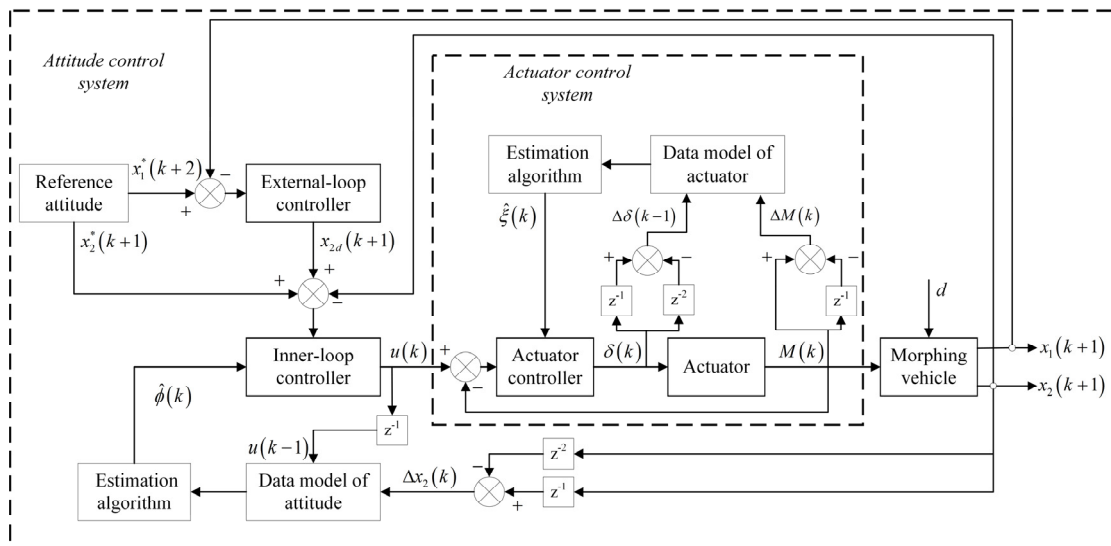 Attitude control
system
Actuator control
system
Reference
attitude
x₁*(k+2)
−
+
External-loop
controller
x₂*(k+1)
x₂d(k+1)
+
+
−
Estimation
algorithm
Data model of
actuator
ξ̂(k)
Δδ(k−1)
ΔM(k)
+
−
+
−
z⁻¹
z⁻²
z⁻¹
d
Inner-loop
controller
u(k)
+
−
Actuator
controller
δ(k)
Actuator
M(k)
Morphing
vehicle
x₁(k+1)
x₂(k+1)
ϕ̂(k)
z⁻¹
u(k−1)
Estimation
algorithm
Data model of
attitude
Δx₂(k)
−
+
z⁻²
z⁻¹